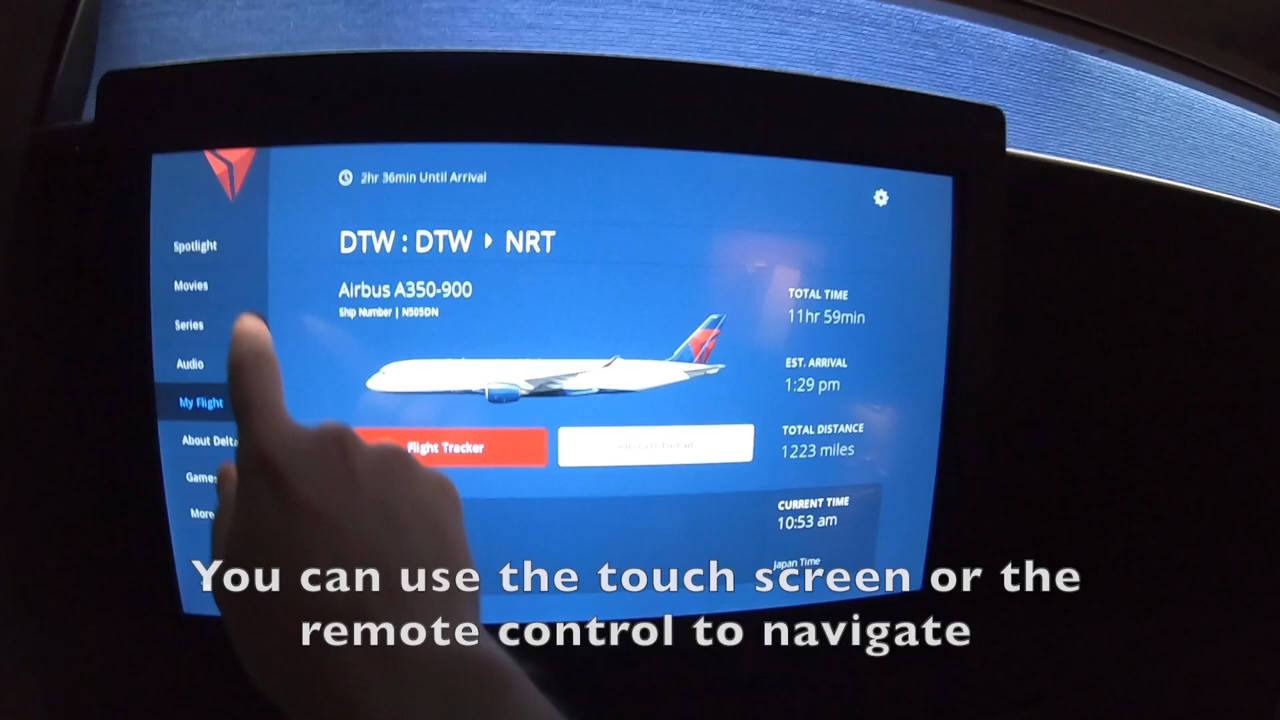 2hr 36min Until Arrival
DTW : DTW NRT
Airbus A350-900
Ship Number | N505DN
Spotlight
Movies
Series
Audio
My Flight
About Delta
Games
More
Flight Tracker
TOTAL TIME
11hr 59min
EST. ARRIVAL
1:29 pm
TOTAL DISTANCE
1223 miles
CURRENT TIME
10:53 am
Japan Time
You can use the touch screen or the
remote control to navigate